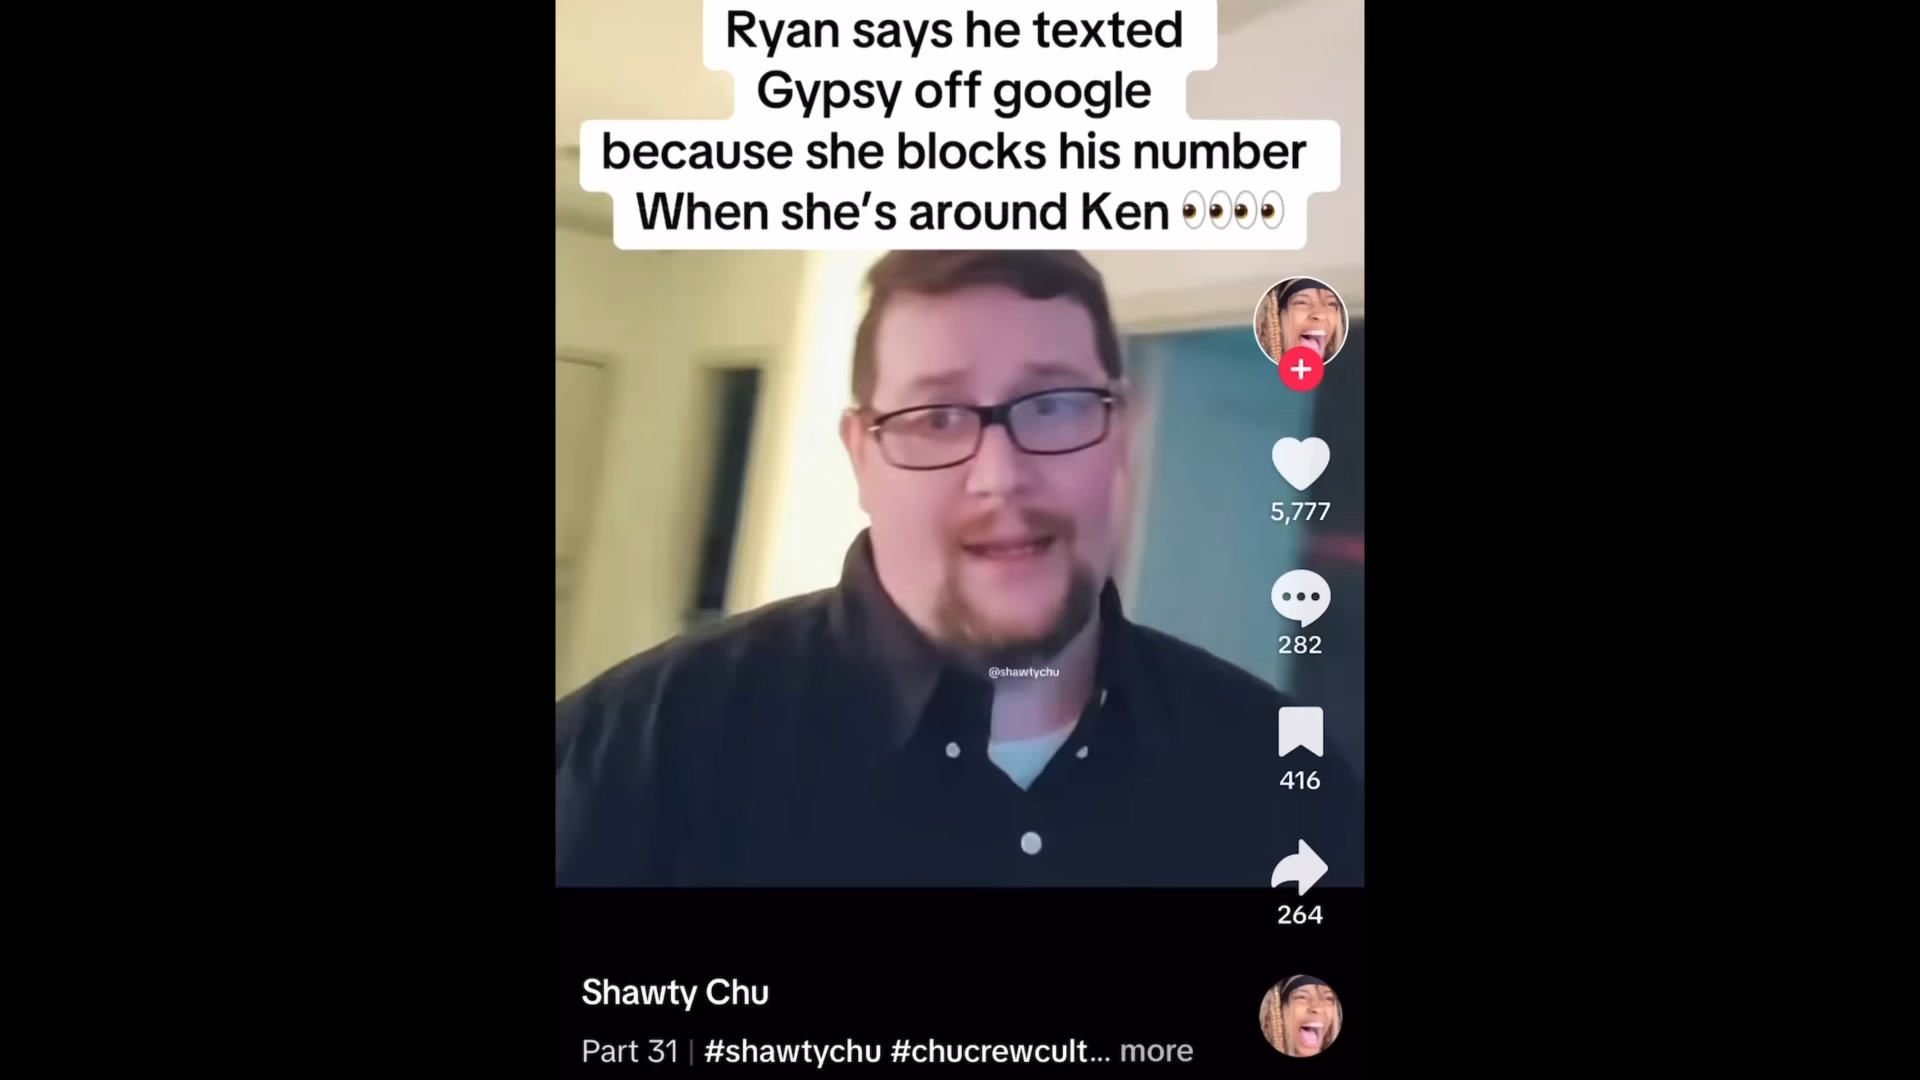 Ryan says he texted
Gypsy off google
because she blocks his number
When she’s around Ken 👀👀
5,777
282
@shawtychu
416
264
Shawty Chu
Part 31 | #shawtychu #chucrewcult... more